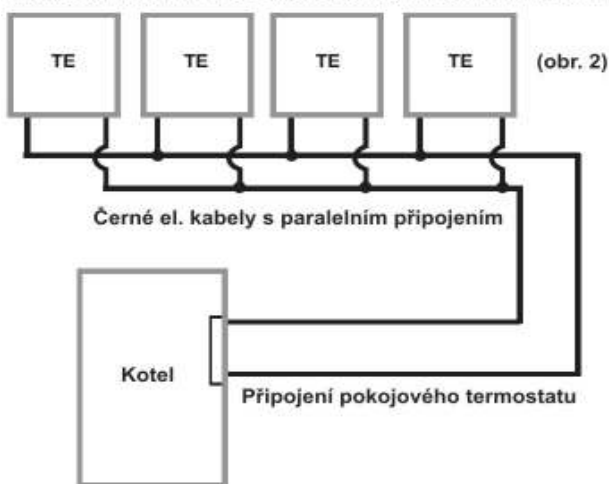 TE TE TE TE (obr. 2)
Černé el. kabely s paralelním připojením
Kotel
Připojení pokojového termostatu